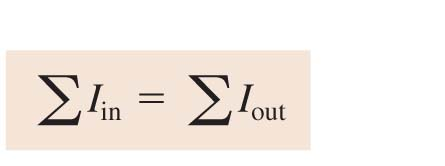 ∑I_in = ∑I_out